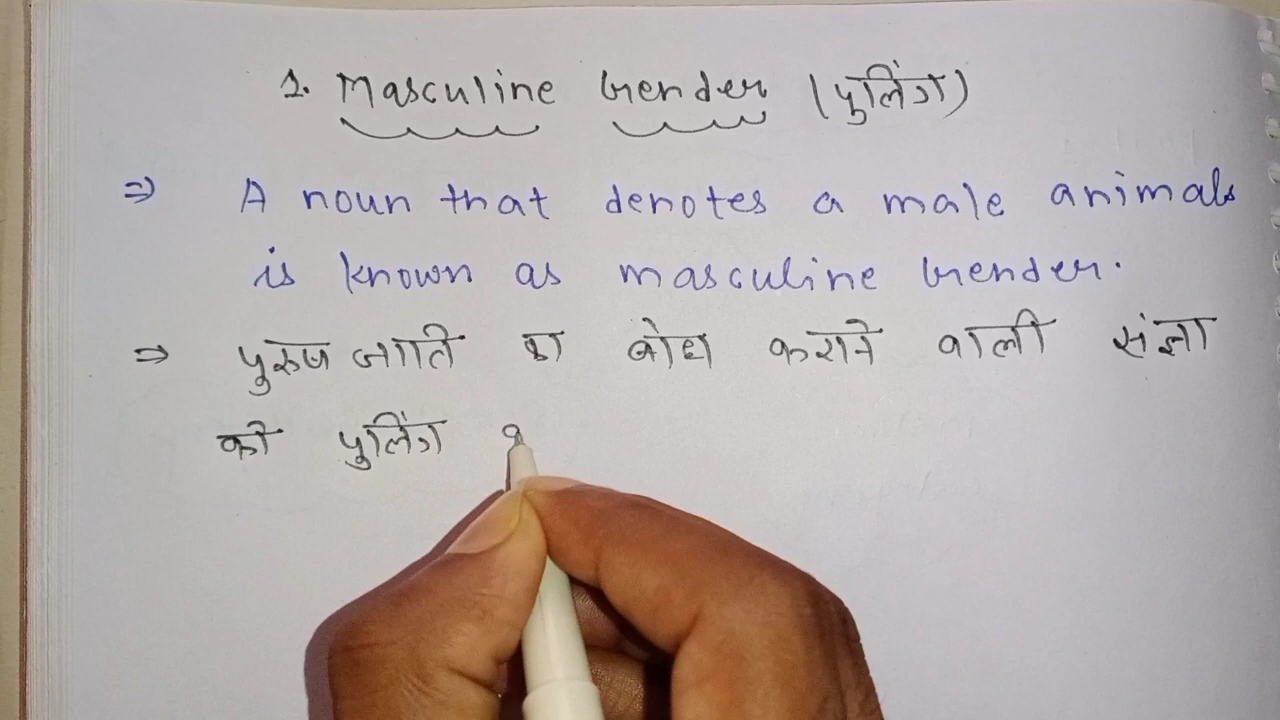 1. Masculine Gender (पुलिंग)
⇒ A noun that denotes a male animals
is known as masculine Gender.
⇒ पुरुष जाति का बोध कराने वाली संज्ञा
को पुलिंग